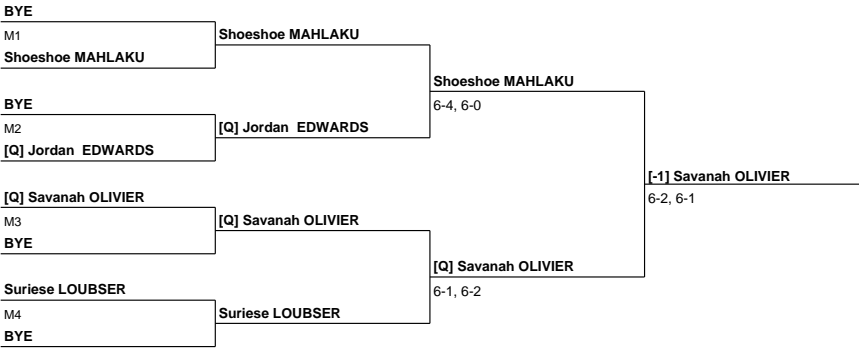 BYE
M1
Shoeshoe MAHLAKU
Shoeshoe MAHLAKU
BYE
M2
[Q] Jordan  EDWARDS
[Q] Jordan  EDWARDS
Shoeshoe MAHLAKU
6-4, 6-0
[Q] Savanah OLIVIER
M3
BYE
[Q] Savanah OLIVIER
Suriese LOUBSER
M4
BYE
Suriese LOUBSER
[Q] Savanah OLIVIER
6-1, 6-2
[-1] Savanah OLIVIER
6-2, 6-1